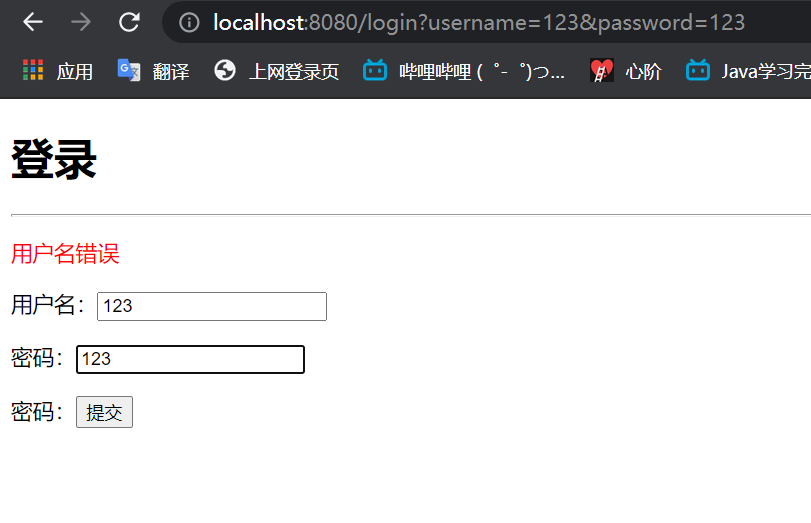 localhost:8080/login?username=123&password=123
应用 翻译 上网登录页 哔哩哔哩 (゜-゜)つ... 心阶 Java学习完
登录
用户名错误
用户名：123
密码：123
密码：提交